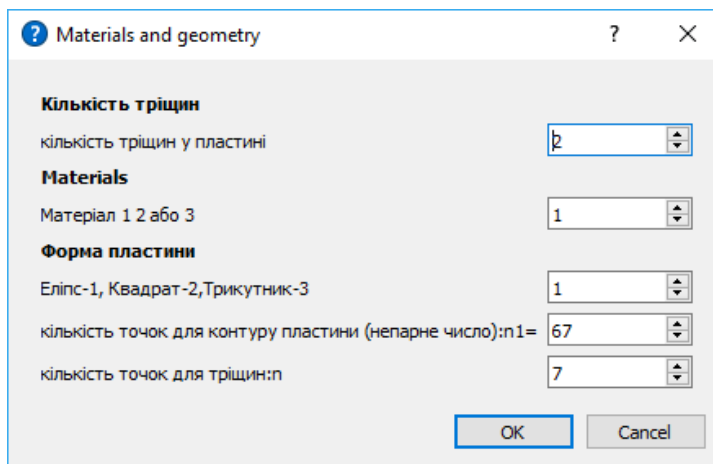 Materials and geometry
Кількість тріщин
кількість тріщин у пластині 2
Materials
Матеріал 1 2 або 3 1
Форма пластини
Еліпс-1, Квадрат-2,Трикутник-3 1
кількість точок для контуру пластини (непарне число):n1= 67
кількість точок для тріщин:n 7
OK Cancel